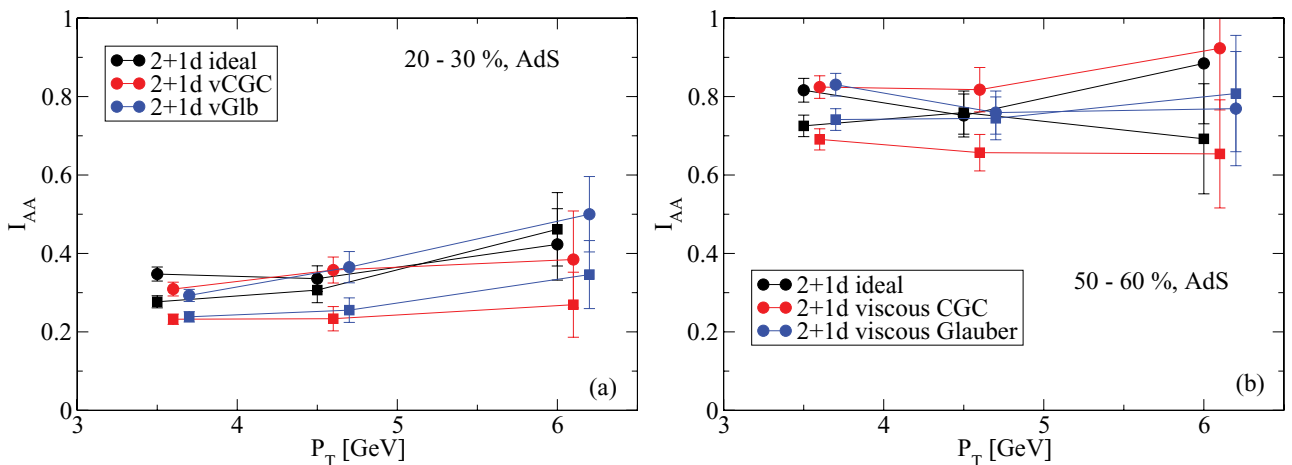 1
0.8
0.6
0.4
0.2
0
I_AA
2+1d ideal
2+1d vCGC
2+1d vGlb
20 - 30 %, AdS
(a)
3 4 5 6
P_T [GeV]
1
0.8
0.6
0.4
0.2
0
I_AA
2+1d ideal
2+1d viscous CGC
2+1d viscous Glauber
50 - 60 %, AdS
(b)
3 4 5 6
P_T [GeV]